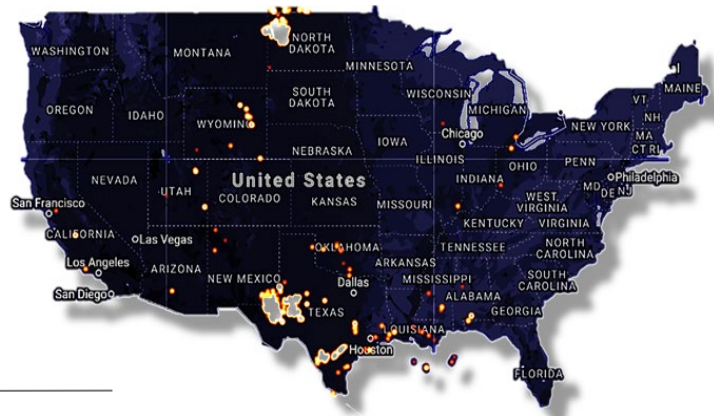 WASHINGTON
MONTANA
NORTH
DAKOTA
MINNESOTA
MAINE
OREGON
IDAHO
SOUTH
DAKOTA
WISCONSIN
MICHIGAN
VT
NH
WYOMING
NEW YORK
MA
CT RI
Chicago
IOWA
NEBRASKA
ILLINOIS
INDIANA
OHIO
PENN
NEVADA
UTAH
United States
COLORADO
KANSAS
MISSOURI
WEST
VIRGINIA
MD
DE
NJ
Philadelphia
San Francisco
CALIFORNIA
Las Vegas
KENTUCKY
VIRGINIA
OKLAHOMA
TENNESSEE
NORTH
CAROLINA
Los Angeles
ARIZONA
NEW MEXICO
ARKANSAS
MISSISSIPPI
SOUTH
CAROLINA
San Diego
Dallas
ALABAMA
TEXAS
GEORGIA
LOUISIANA
Houston
FLORIDA